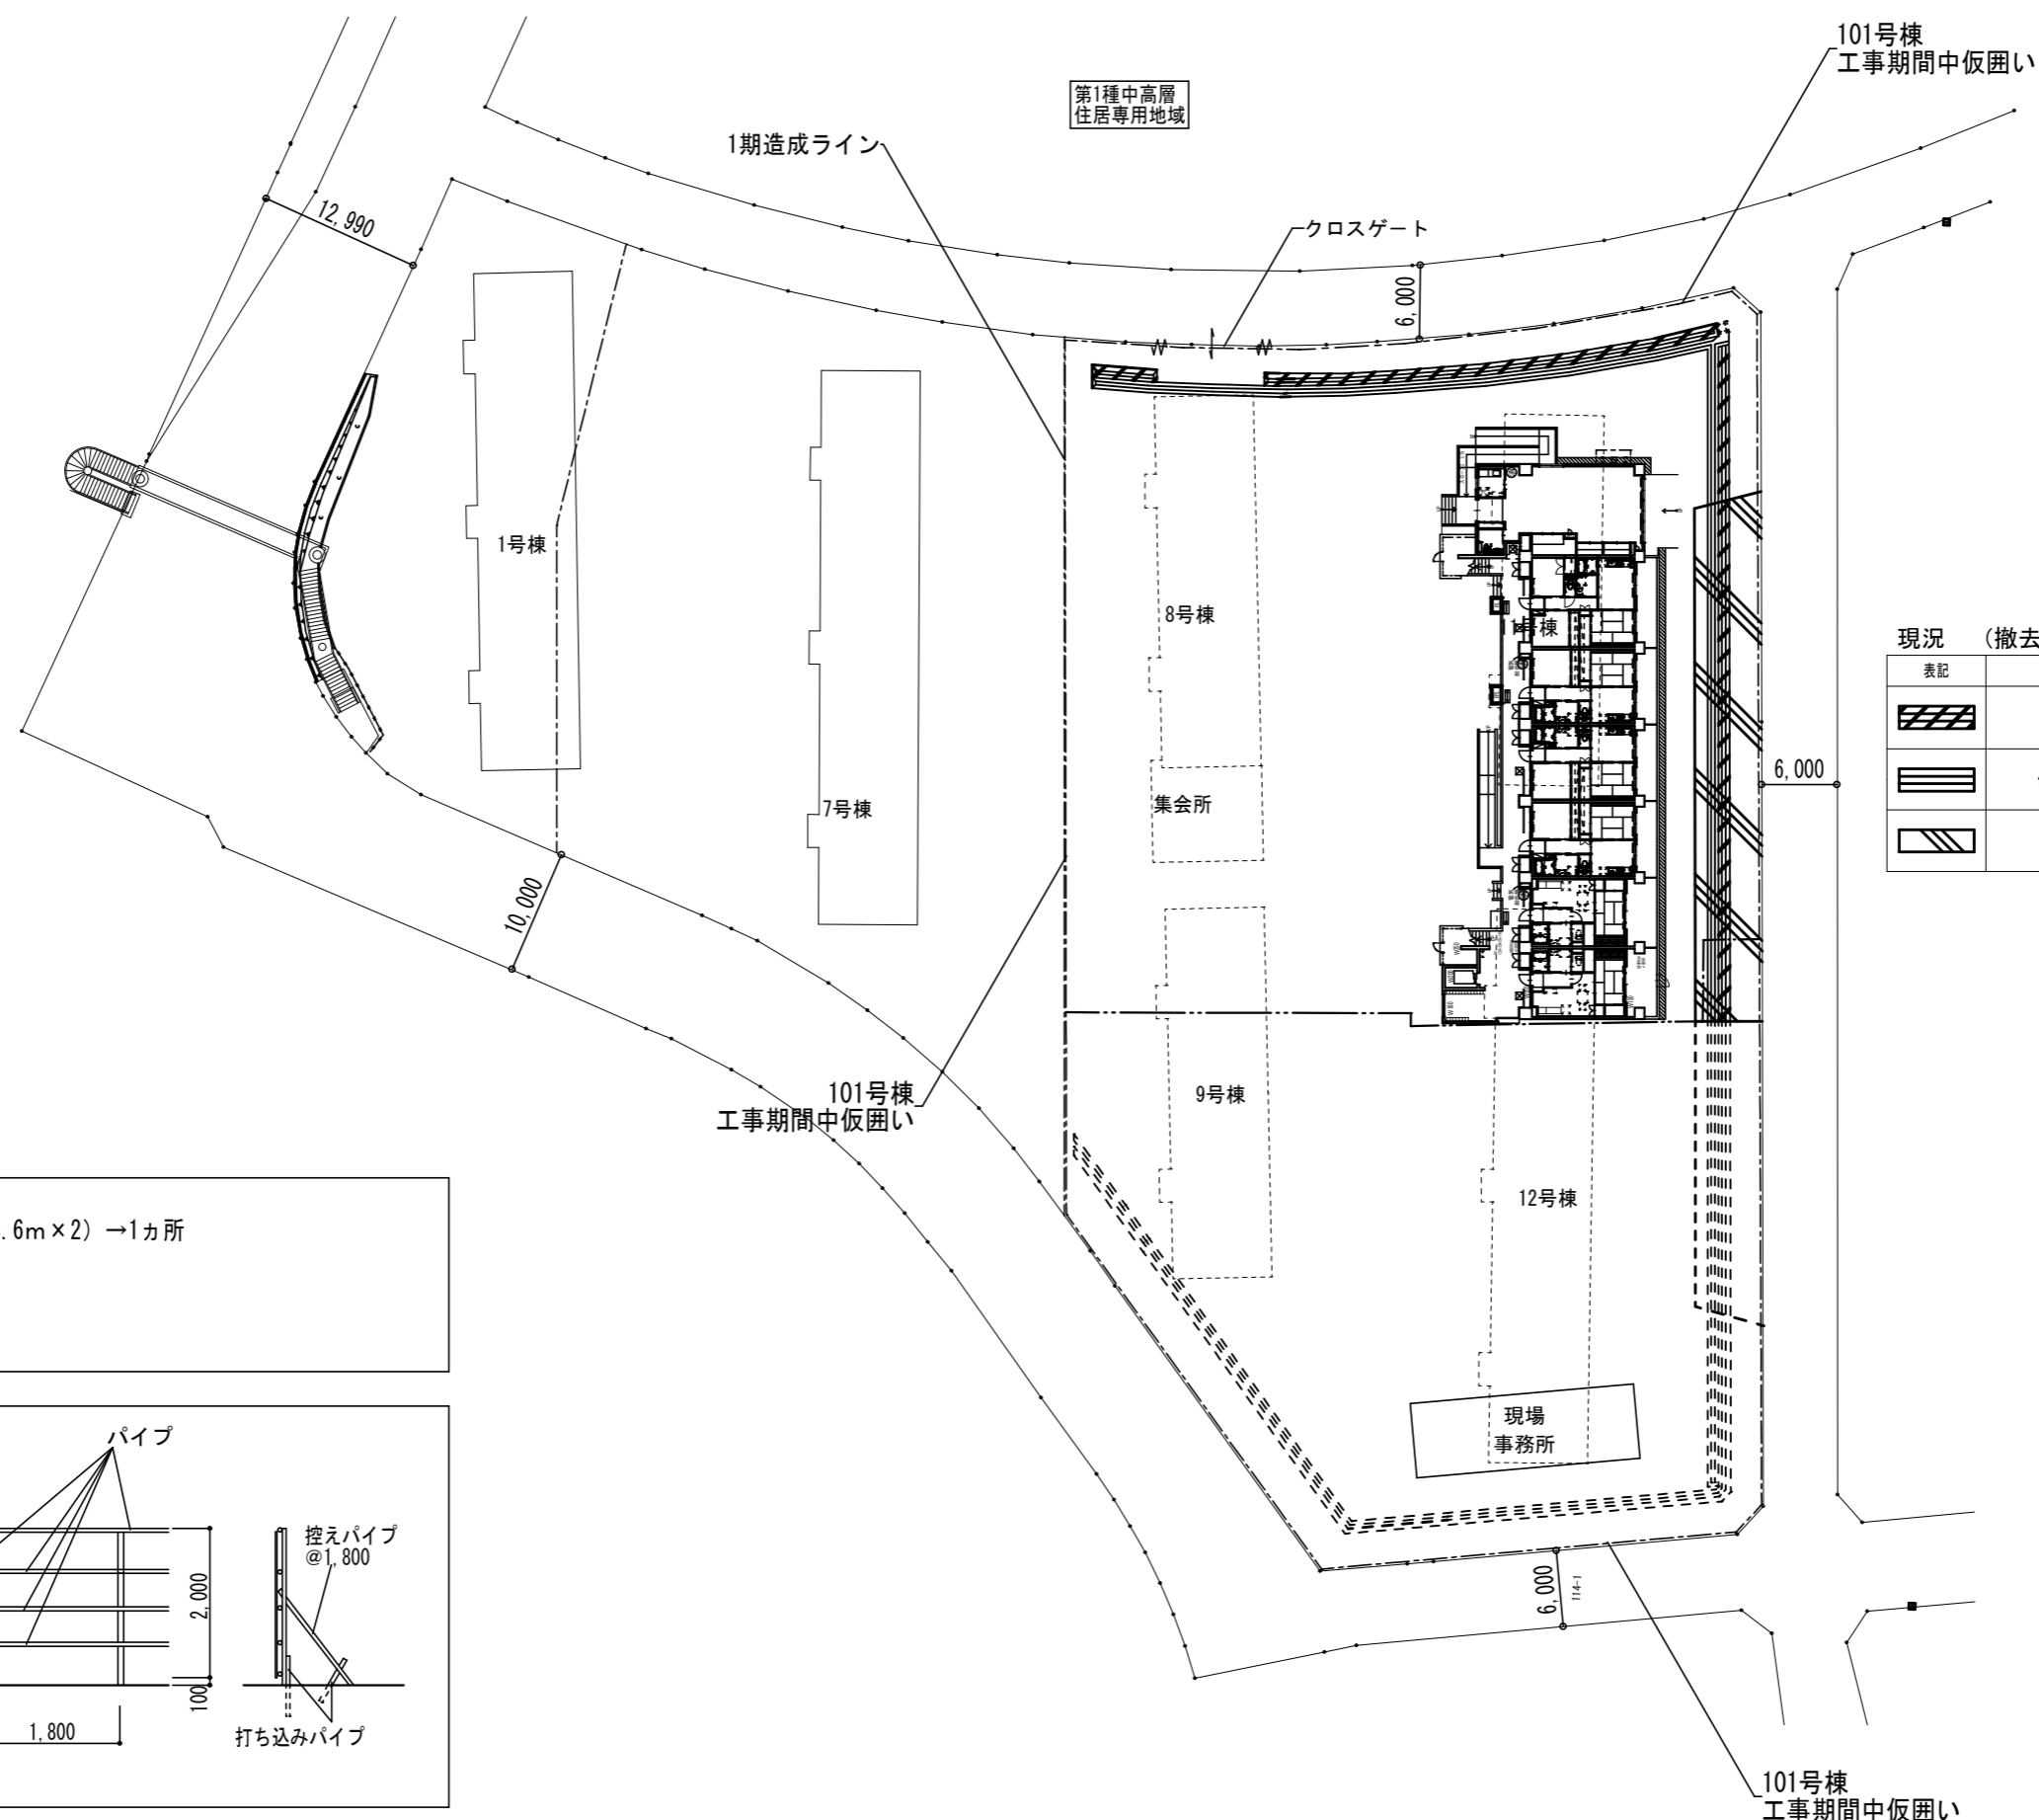 101号棟
工事期間中仮囲い
第1種中高層
住居専用地域
1期造成ライン
クロスゲート
12,990
6,000
1号棟
8号棟
号棟
現況 （撤去
表記
6,000
7号棟
集会所
10,000
101号棟
工事期間中仮囲い
9号棟
12号棟
.6m×2）→1ヵ所
現場
事務所
パイプ
控えパイプ
@1,800
2,000
100
1,800
打ち込みパイプ
6,000
114-1
101号棟
工事期間中仮囲い